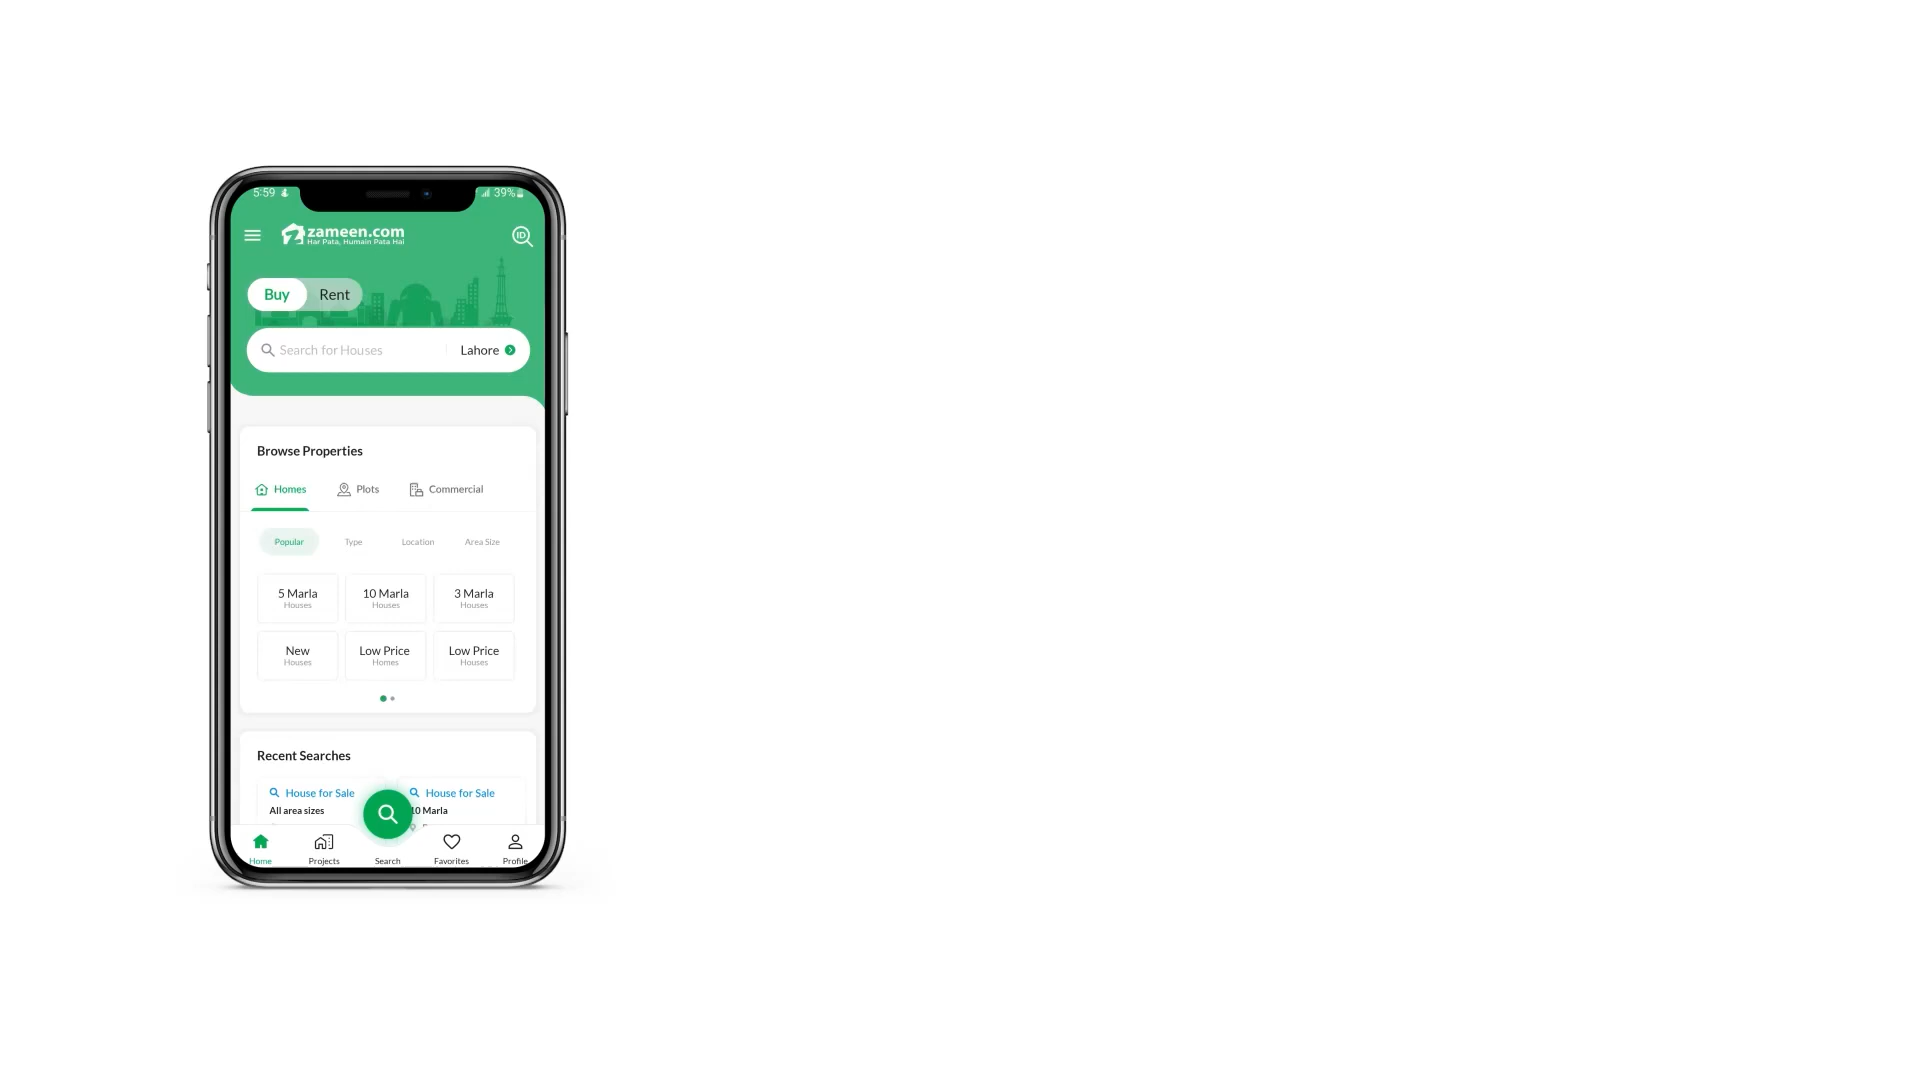 5:59
39%
zameen.com
Har Pata, Humain Pata Hai
ID
Buy
Rent
Search for Houses
Lahore
Browse Properties
Homes
Plots
Commercial
Popular
Type
Location
Area Size
5 Marla
Houses
10 Marla
Houses
3 Marla
Houses
New
Houses
Low Price
Homes
Low Price
Houses
Recent Searches
House for Sale
All area sizes
House for Sale
10 Marla
Home
Projects
Search
Favorites
Profile